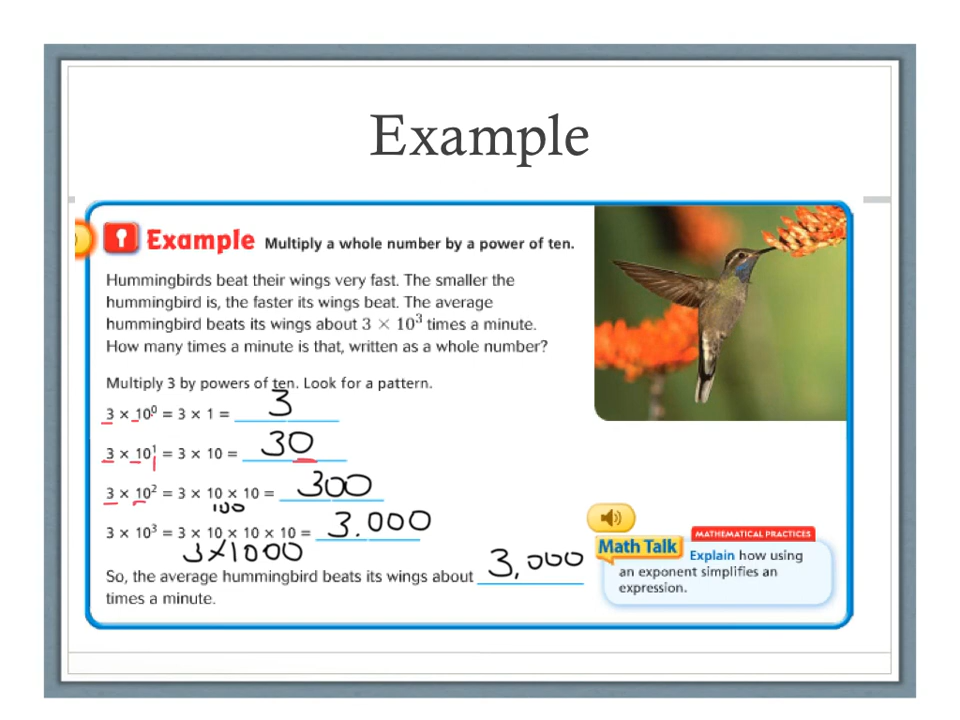 Example
Example Multiply a whole number by a power of ten.
Hummingbirds beat their wings very fast. The smaller the
hummingbird is, the faster its wings beat. The average
hummingbird beats its wings about 3 × 10³ times a minute.
How many times a minute is that, written as a whole number?
Multiply 3 by powers of ten. Look for a pattern.
3 × 10⁰ = 3 × 1 = 3
3 × 10¹ = 3 × 10 = 30
3 × 10² = 3 × 10 × 10 = 300
100
3 × 10³ = 3 × 10 × 10 × 10 = 3.000
3×1000
So, the average hummingbird beats its wings about 3,000
times a minute.
MATHEMATICAL PRACTICES
Math Talk
Explain how using
an exponent simplifies an
expression.